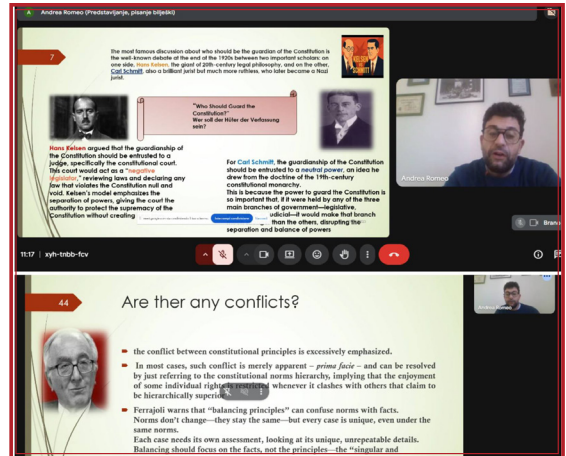 A Andrea Romeo (Predstavljanje, pisanje bilješki)
7
The most famous discussion about who should be the guardian of the Constitution is
the well-known debate at the end of the 1920s between two important scholars: on
one side, Hans Kelsen, the giant of 20th-century legal philosophy, and on the other,
Carl Schmitt, also a brilliant jurist but much more ruthless, who later became a Nazi
jurist.
KELSEN
SCHMITT
"Who Should Guard the
Constitution?"
Wer soll der Hüter der Verfassung
sein?
Hans Kelsen argued that the guardianship of
the Constitution should be entrusted to a
judge, specifically the constitutional court.
This court would act as a "negative
legislator," reviewing laws and declaring any
law that violates the Constitution null and
void. Kelsen's model emphasizes the
separation of powers, giving the court the
authority to protect the supremacy of the
Constitution without creating
For Carl Schmitt, the guardianship of the Constitution
should be entrusted to a neutral power, an idea he
drew from the doctrine of the 19th-century
constitutional monarchy.
This is because the power to guard the Constitution is
so important that, if it were held by any of the three
main branches of government—legislative,
udicial—it would make that branch
than the others, disrupting the
separation and balance of powers
Andrea Romeo
Bran
11:17 | xyh-tnbb-fcv
44
Are ther any conflicts?
Andrea Romeo
the conflict between constitutional principles is excessively emphasized.
In most cases, such conflict is merely apparent – prima facie – and can be resolved
by just referring to the constitutional norms hierarchy, implying that the enjoyment
of some individual rights is restricted whenever it clashes with others that claim to
be hierarchically superior
Ferrajoli warns that "balancing principles" can confuse norms with facts.
Norms don't change—they stay the same—but every case is unique, even under the
same norms.
Each case needs its own assessment, looking at its unique, unrepeatable details.
Balancing should focus on the facts, not the principles—the "singular and